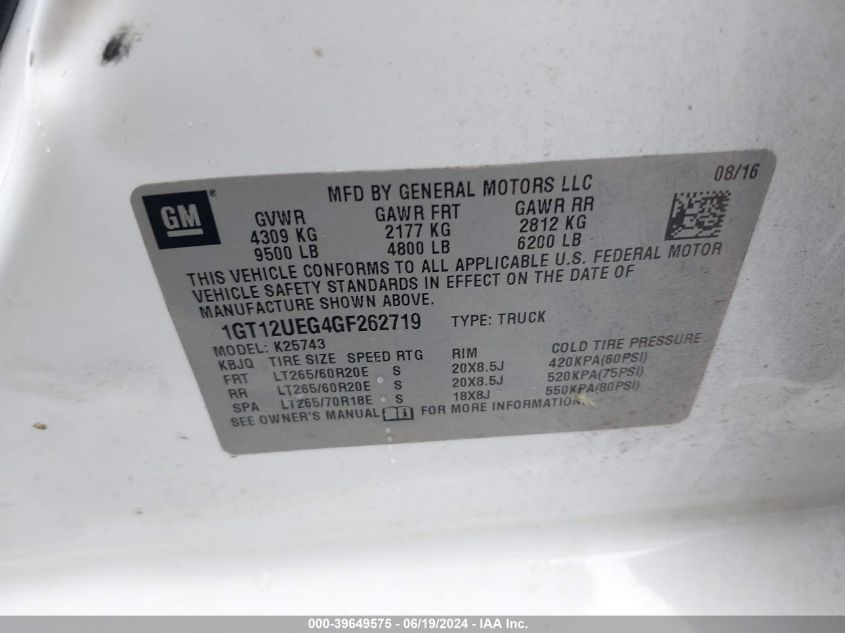 MFD BY GENERAL MOTORS LLC 08/16
GM ®
GVWR GAWR FRT GAWR RR
4309 KG 2177 KG 2812 KG
9500 LB 4800 LB 6200 LB
THIS VEHICLE CONFORMS TO ALL APPLICABLE U.S. FEDERAL MOTOR
VEHICLE SAFETY STANDARDS IN EFFECT ON THE DATE OF
MANUFACTURE SHOWN ABOVE.
1GT12UEG4GF262719 TYPE: TRUCK
MODEL: K25743
KBJQ TIRE SIZE SPEED RTG RIM COLD TIRE PRESSURE
FRT LT265/60R20E S 20X8.5J 420KPA(60PSI)
RR LT265/60R20E S 20X8.5J 520KPA(75PSI)
SPA LT265/70R18E S 18X8J 550KPA(80PSI)
SEE OWNER'S MANUAL FOR MORE INFORMATION.
000-39649575 - 06/19/2024 - IAA Inc.